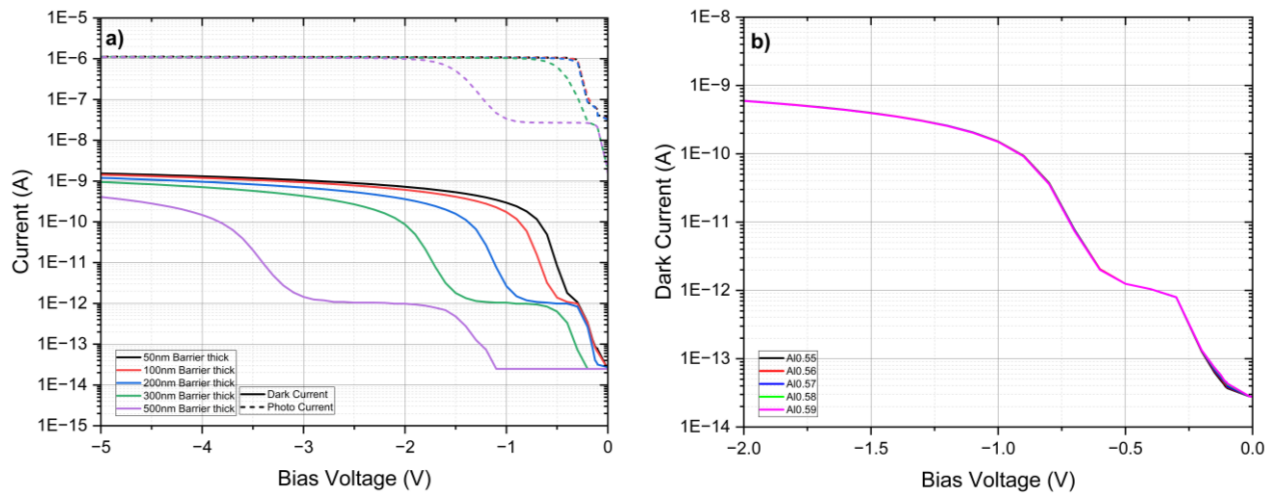 a)
1E−5
1E−6
1E−7
1E−8
1E−9
1E−10
1E−11
1E−12
1E−13
1E−14
1E−15
Current (A)
50nm Barrier thick
100nm Barrier thick
200nm Barrier thick
300nm Barrier thick
500nm Barrier thick
Dark Current
Photo Current
−5 −4 −3 −2 −1 0
Bias Voltage (V)
b)
1E−8
1E−9
1E−10
1E−11
1E−12
1E−13
1E−14
Dark Current (A)
Al0.55
Al0.56
Al0.57
Al0.58
Al0.59
−2.0 −1.5 −1.0 −0.5 0.0
Bias Voltage (V)